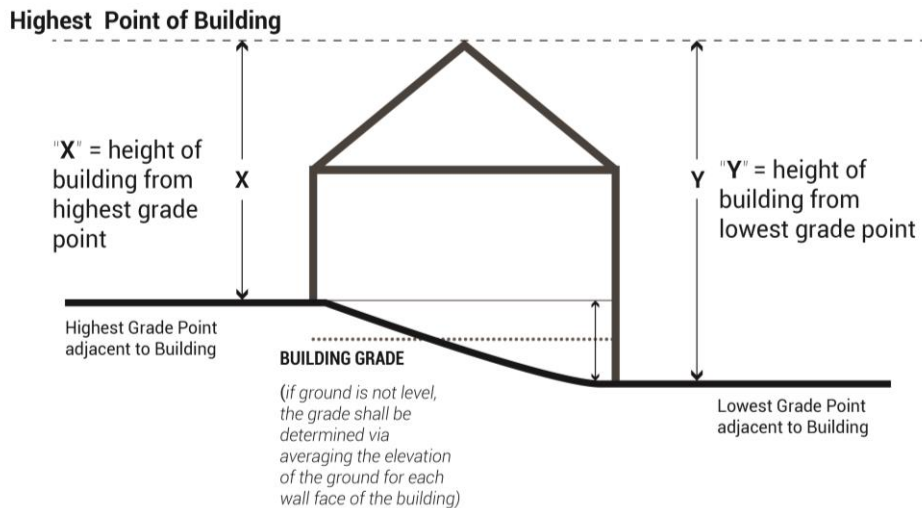 Highest Point of Building
"X" = height of
building from
highest grade
point
X
Y
"Y" = height of
building from
lowest grade point
Highest Grade Point
adjacent to Building
BUILDING GRADE
(if ground is not level,
the grade shall be
determined via
averaging the elevation
of the ground for each
wall face of the building)
Lowest Grade Point
adjacent to Building